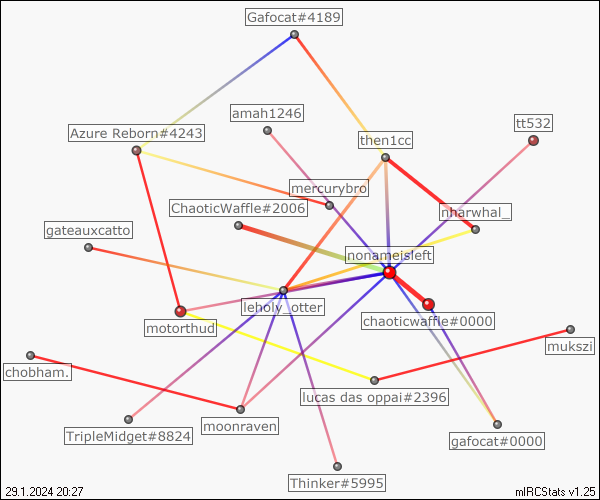 Gafocat#4189
amah1246
tt532
Azure Reborn#4243
then1cc
mercurybro
ChaoticWaffle#2006
nharwhal_
gateauxcatto
nonameisleft
leholy_otter
chaoticwaffle#0000
motorthud
mukszi
chobham.
lucas das oppai#2396
moonraven
TripleMidget#8824
gafocat#0000
Thinker#5995
29.1.2024 20:27
mIRCStats v1.25